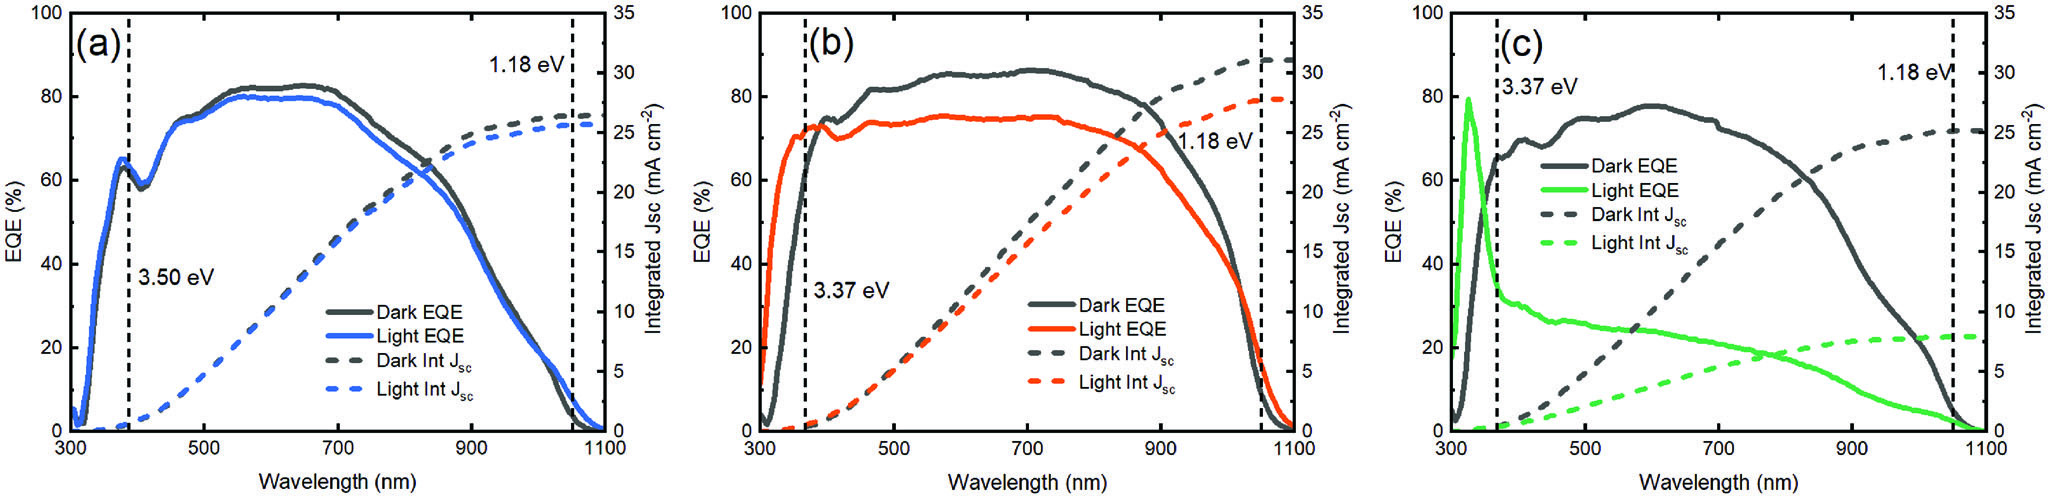 (a)
1.18 eV
3.50 eV
Dark EQE
Light EQE
Dark Int Jsc
Light Int Jsc
EQE (%)
100
80
60
40
20
0
300
500
700
900
1100
Wavelength (nm)
35
30
25
20
15
10
5
0
Integrated Jsc (mA cm-2)
(b)
1.18 eV
3.37 eV
Dark EQE
Light EQE
Dark Int Jsc
Light Int Jsc
EQE (%)
100
80
60
40
20
0
300
500
700
900
1100
Wavelength (nm)
35
30
25
20
15
10
5
0
Integrated Jsc (mA cm-2)
(c)
3.37 eV
1.18 eV
Dark EQE
Light EQE
Dark Int Jsc
Light Int Jsc
EQE (%)
100
80
60
40
20
0
300
500
700
900
1100
Wavelength (nm)
35
30
25
20
15
10
5
0
Integrated Jsc (mA cm-2)